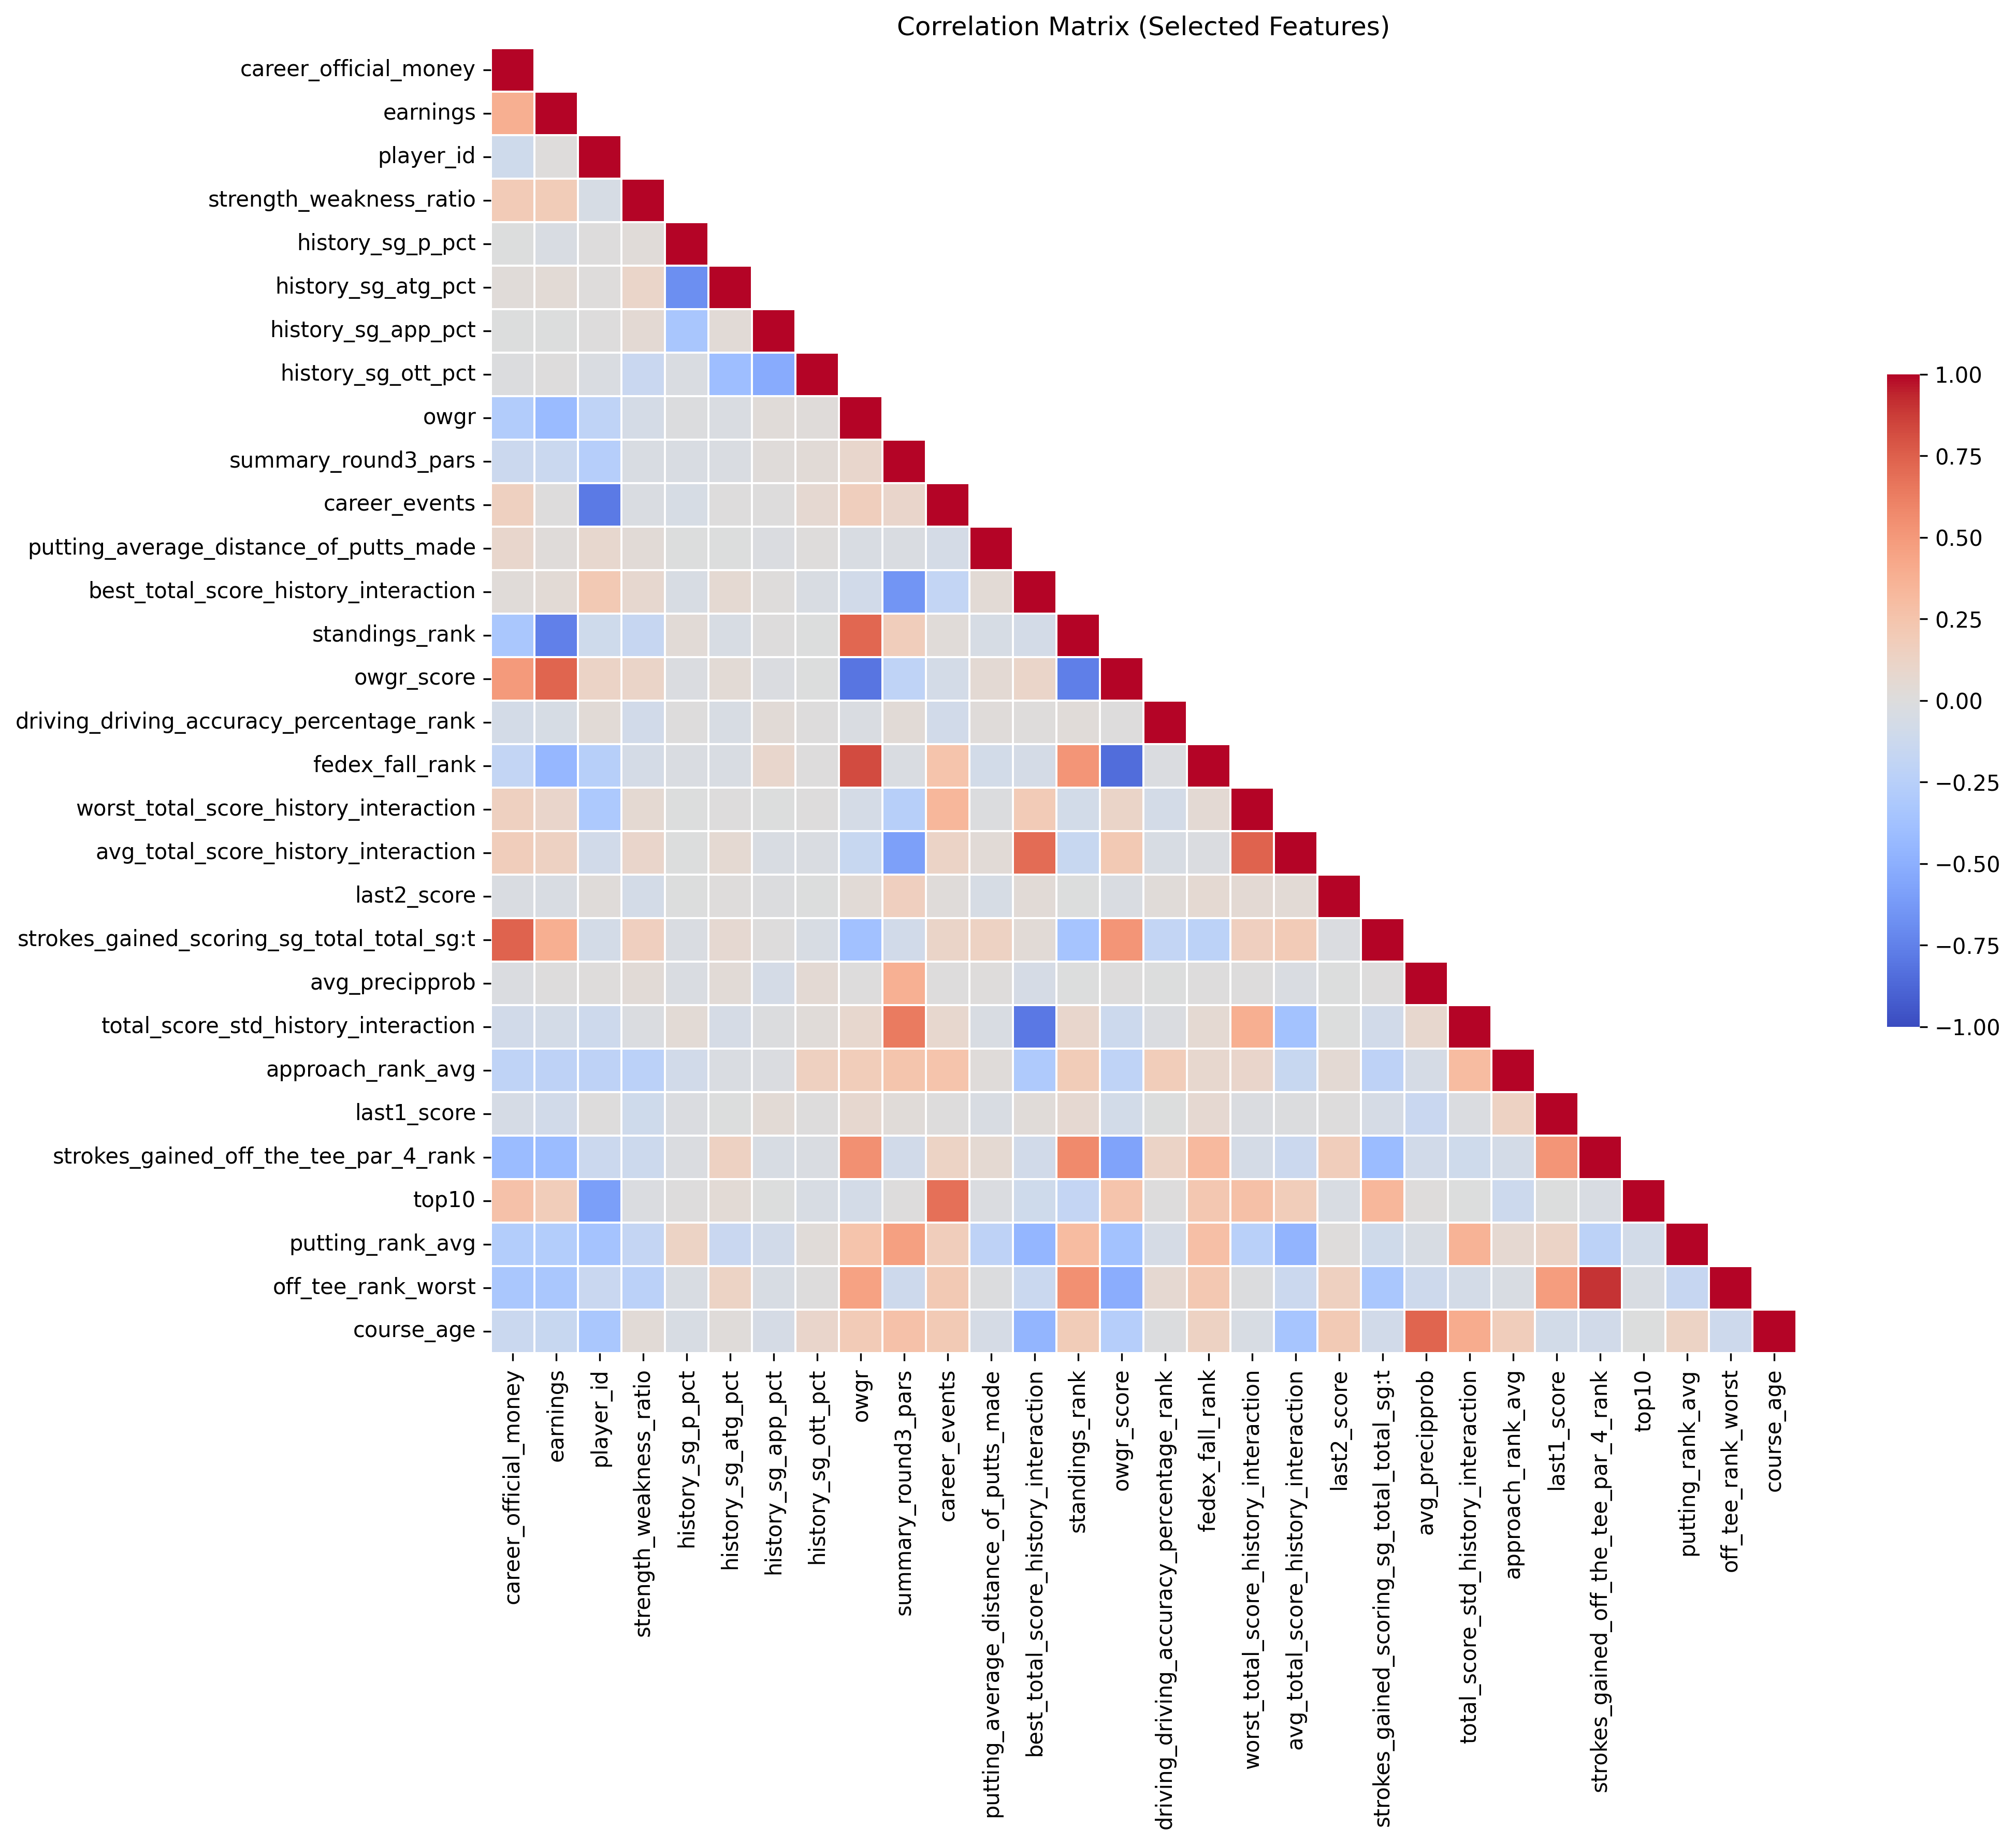 Correlation Matrix (Selected Features)
career_official_money
earnings
player_id
strength_weakness_ratio
history_sg_p_pct
history_sg_atg_pct
history_sg_app_pct
history_sg_ott_pct
owgr
summary_round3_pars
career_events
putting_average_distance_of_putts_made
best_total_score_history_interaction
standings_rank
owgr_score
driving_driving_accuracy_percentage_rank
fedex_fall_rank
worst_total_score_history_interaction
avg_total_score_history_interaction
last2_score
strokes_gained_scoring_sg_total_total_sg:t
avg_precipprob
total_score_std_history_interaction
approach_rank_avg
last1_score
strokes_gained_off_the_tee_par_4_rank
top10
putting_rank_avg
off_tee_rank_worst
course_age
career_official_money
earnings
player_id
strength_weakness_ratio
history_sg_p_pct
history_sg_atg_pct
history_sg_app_pct
history_sg_ott_pct
owgr
summary_round3_pars
career_events
putting_average_distance_of_putts_made
best_total_score_history_interaction
standings_rank
owgr_score
driving_driving_accuracy_percentage_rank
fedex_fall_rank
worst_total_score_history_interaction
avg_total_score_history_interaction
last2_score
strokes_gained_scoring_sg_total_total_sg:t
avg_precipprob
total_score_std_history_interaction
approach_rank_avg
last1_score
strokes_gained_off_the_tee_par_4_rank
top10
putting_rank_avg
off_tee_rank_worst
course_age
1.00
0.75
0.50
0.25
0.00
−0.25
−0.50
−0.75
−1.00